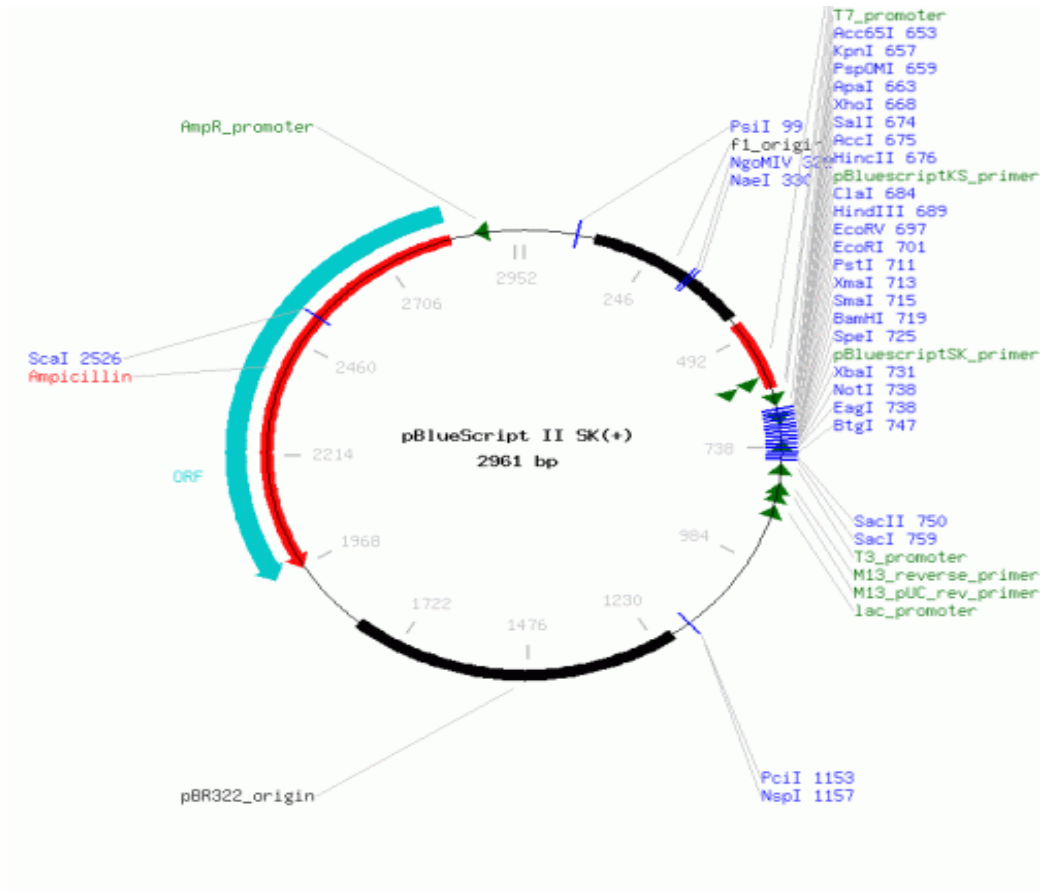 T7_promoter
Acc65I 653
KpnI 657
PspOMI 659
ApaI 663
XhoI 668
SalI 674
AccI 675
HincII 676
pBluescriptKS_primer
ClaI 684
HindIII 689
EcoRV 697
EcoRI 701
PstI 711
XmaI 713
SmaI 715
BamHI 719
SpeI 725
pBluescriptSK_primer
XbaI 731
NotI 738
EagI 738
BtgI 747
AmpR_promoter
PsiI 99
f1_origin
NgoMIV
NaeI 330
2952
246
2706
492
2460
ScaI 2526
Ampicillin
pBlueScript II SK(+)
2961 bp
738
2214
ORF
SacII 750
SacI 759
T3_promoter
M13_reverse_primer
M13_pUC_rev_primer
lac_promoter
984
1968
1230
1722
1476
PciI 1153
NspI 1157
pBR322_origin